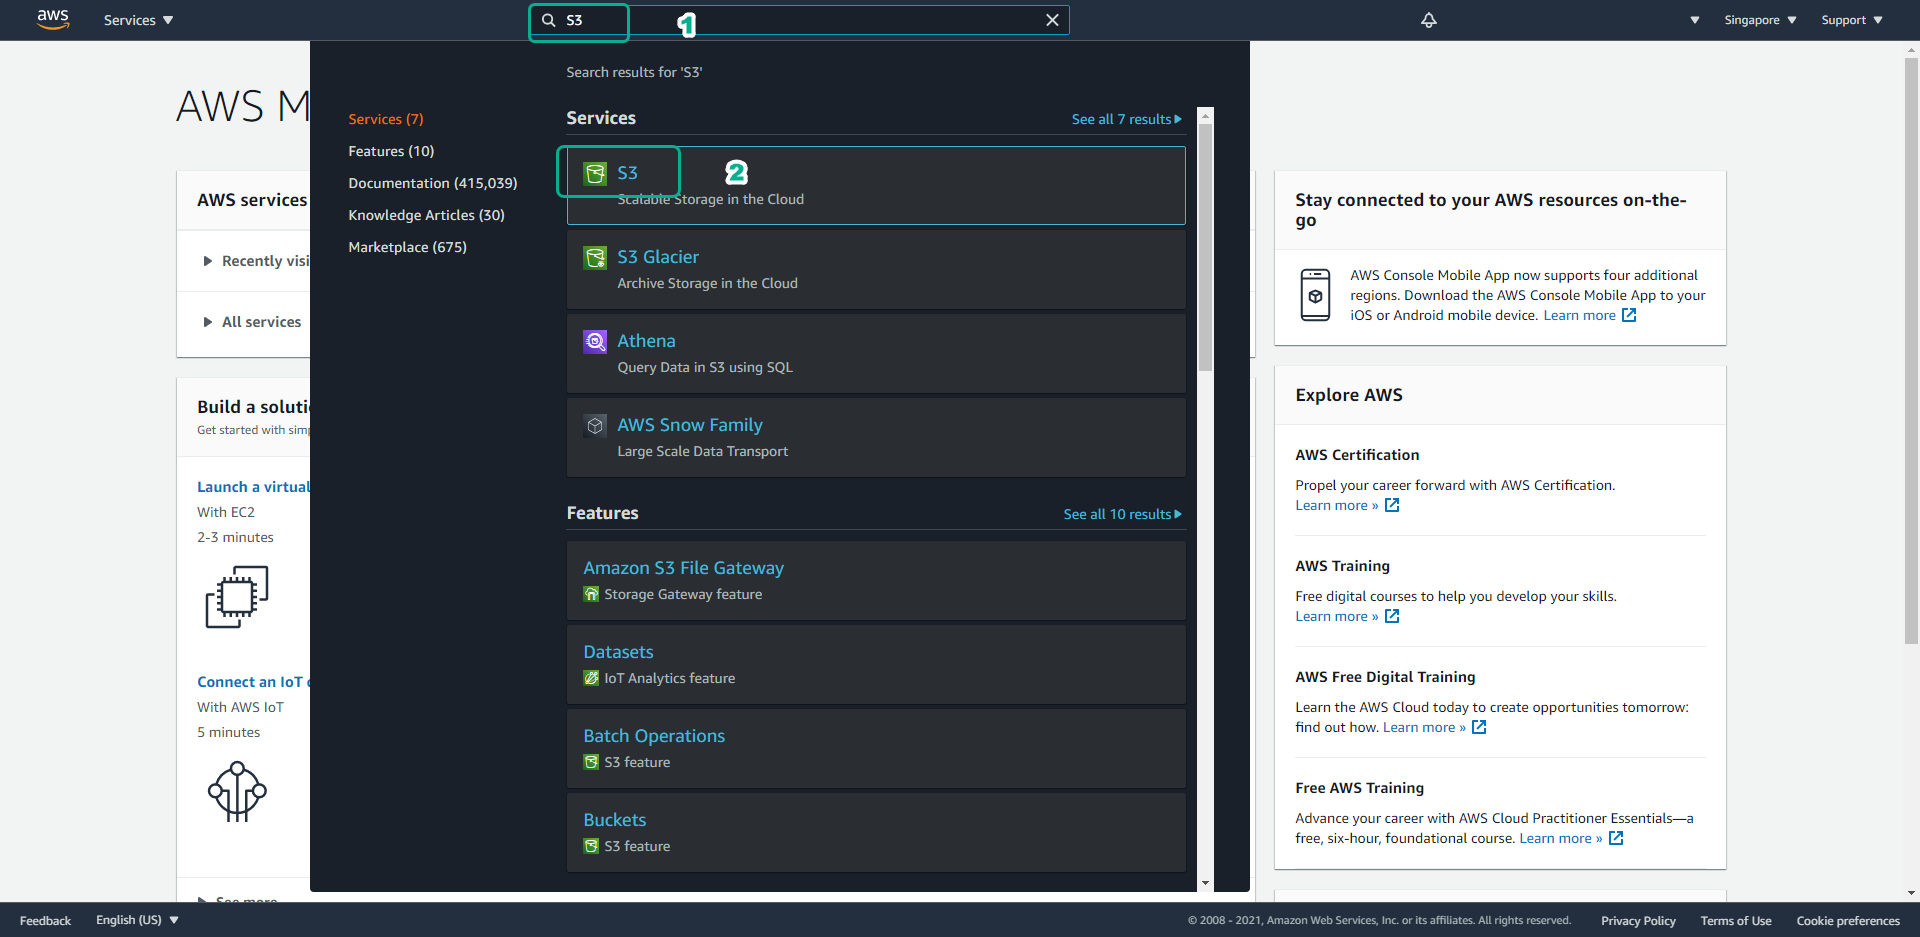 aws
Services
S3
1
Singapore
Support
AWS M
AWS services
Recently visi
All services
Build a soluti
Get started with simp
Launch a virtual
With EC2
2-3 minutes
Connect an IoT
With AWS IoT
5 minutes
See more
Search results for 'S3'
Services (7)
Features (10)
Documentation (415,039)
Knowledge Articles (30)
Marketplace (675)
Services
See all 7 results
S3
2
Scalable Storage in the Cloud
S3 Glacier
Archive Storage in the Cloud
Athena
Query Data in S3 using SQL
AWS Snow Family
Large Scale Data Transport
Features
See all 10 results
Amazon S3 File Gateway
Storage Gateway feature
Datasets
IoT Analytics feature
Batch Operations
S3 feature
Buckets
S3 feature
Stay connected to your AWS resources on-the-
go
AWS Console Mobile App now supports four additional
regions. Download the AWS Console Mobile App to your
iOS or Android mobile device. Learn more
Explore AWS
AWS Certification
Propel your career forward with AWS Certification.
Learn more »
AWS Training
Free digital courses to help you develop your skills.
Learn more »
AWS Free Digital Training
Learn the AWS Cloud today to create opportunities tomorrow:
find out how. Learn more »
Free AWS Training
Advance your career with AWS Cloud Practitioner Essentials—a
free, six-hour, foundational course. Learn more »
Feedback
English (US)
© 2008 - 2021, Amazon Web Services, Inc. or its affiliates. All rights reserved.
Privacy Policy
Terms of Use
Cookie preferences